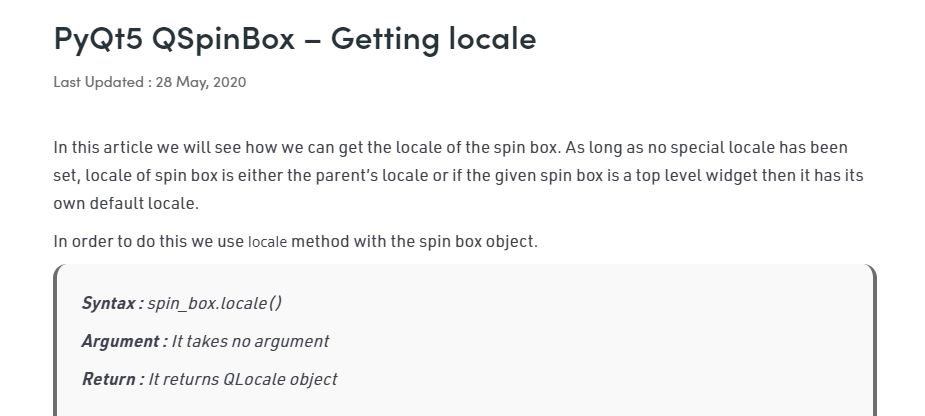 PyQt5 QSpinBox – Getting locale
Last Updated : 28 May, 2020
In this article we will see how we can get the locale of the spin box. As long as no special locale has been
set, locale of spin box is either the parent's locale or if the given spin box is a top level widget then it has its
own default locale.
In order to do this we use locale method with the spin box object.
Syntax : spin_box.locale()
Argument : It takes no argument
Return : It returns QLocale object